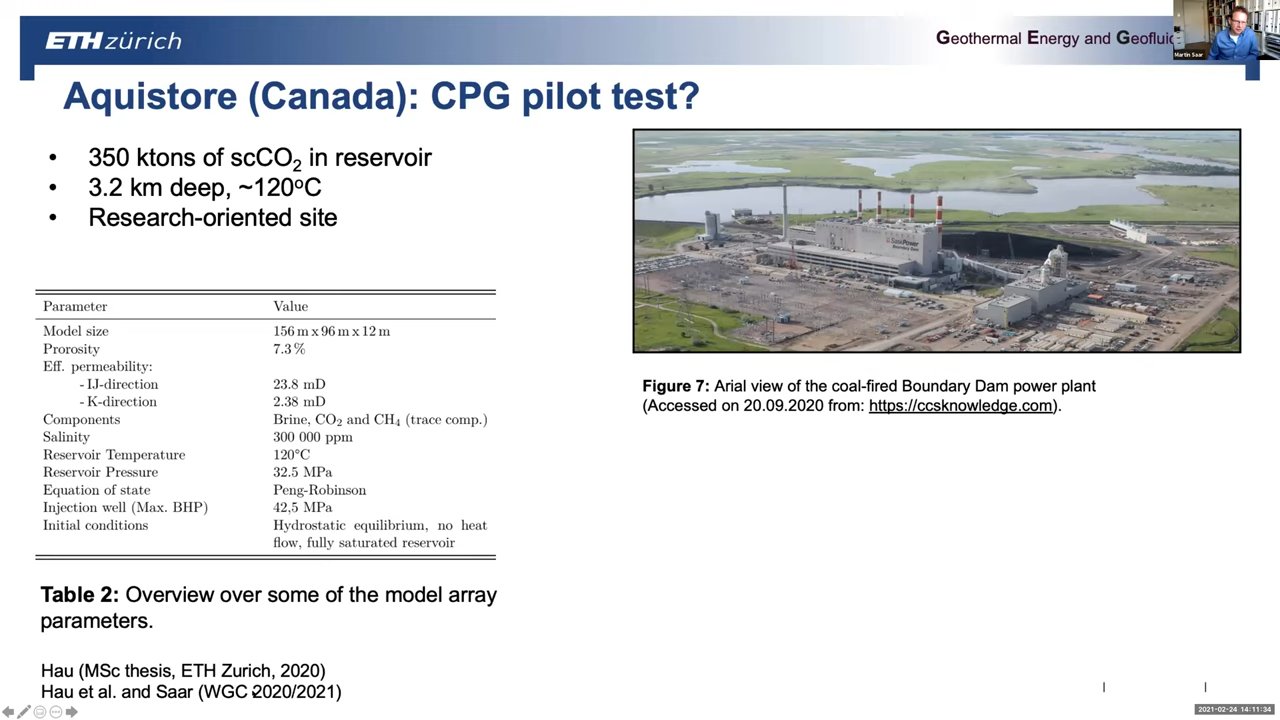 ETH zürich
Geothermal Energy and Geofluid
Martin Saar
Aquistore (Canada): CPG pilot test?
• 350 ktons of scCO₂ in reservoir
• 3.2 km deep, ~120ºC
• Research-oriented site
SaskPower
Boundary Dam
Parameter Value
Model size 156 m x 96 m x 12 m
Prorosity 7.3 %
Eff. permeability:
- IJ-direction 23.8 mD
- K-direction 2.38 mD
Components Brine, CO₂ and CH₄ (trace comp.)
Salinity 300 000 ppm
Reservoir Temperature 120°C
Reservoir Pressure 32.5 MPa
Equation of state Peng-Robinson
Injection well (Max. BHP) 42,5 MPa
Initial conditions Hydrostatic equilibrium, no heat
flow, fully saturated reservoir
Figure 7: Arial view of the coal-fired Boundary Dam power plant
(Accessed on 20.09.2020 from: https://ccsknowledge.com).
Table 2: Overview over some of the model array
parameters.
Hau (MSc thesis, ETH Zurich, 2020)
Hau et al. and Saar (WGC 2020/2021)
2021-02-24 14:11:34